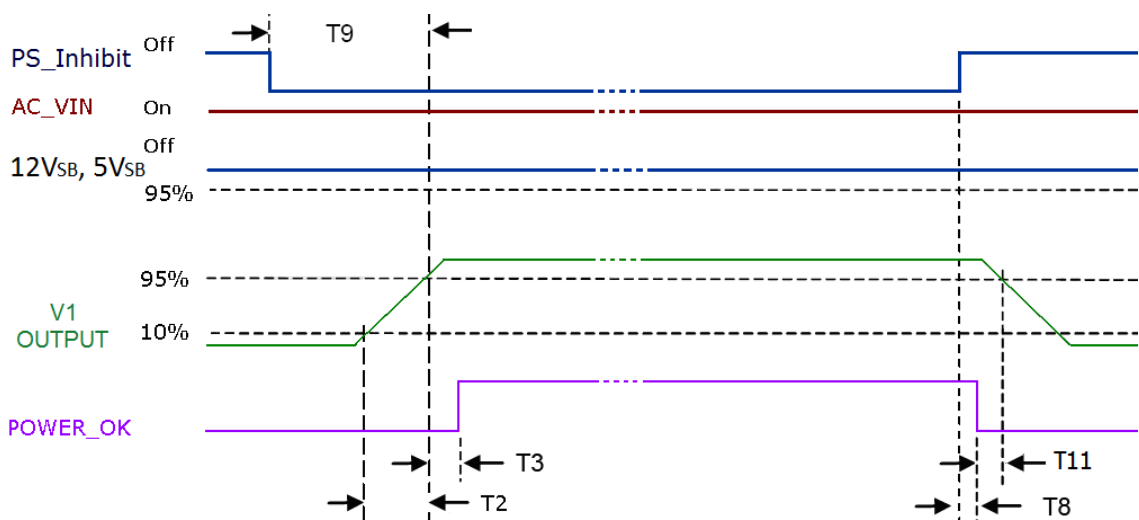 T9
PS_Inhibit Off
AC_VIN On
Off
12VSB, 5VSB
95%
95%
V1
OUTPUT
10%
POWER_OK
T3
T11
T2
T8